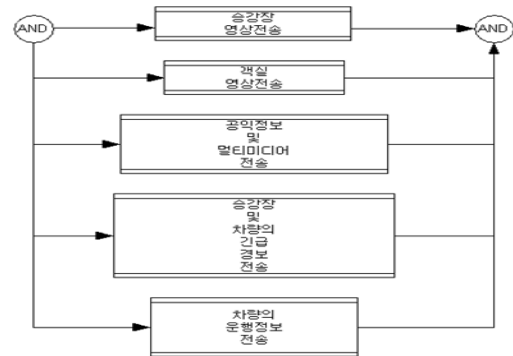 AND
승강장
영상전송
AND
객실
영상전송
공익정보
및
멀티미디어
전송
승강장
및
차량의
긴급
경보
전송
차량의
운행정보
전송